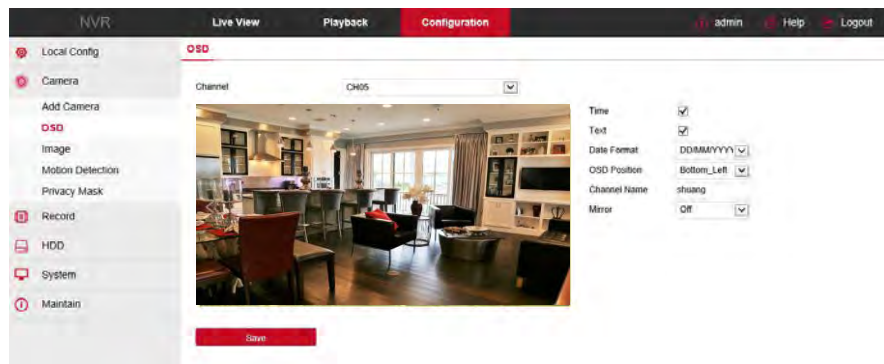 NVR Live View Playback Configuration admin Help Logout
Local Config
Camera
Add Camera
OSD
Image
Motion Detection
Privacy Mask
Record
HDD
System
Maintain
OSD
Channel CH05
Time
Text
Date Format DD/MM/YYYY
OSD Position Bottom_Left
Channel Name shuang
Mirror Off
Save